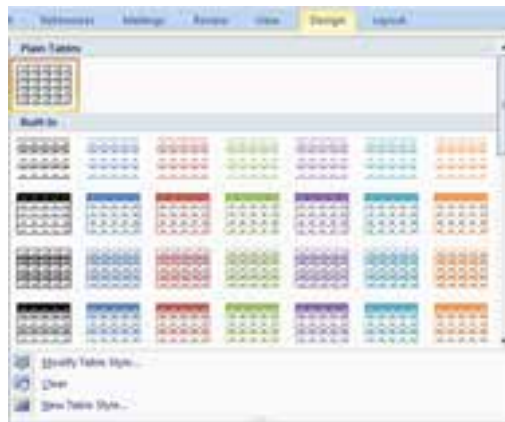 References Mailings Review View Design Layout
Plain Tables
Built-In
Modify Table Style...
Clear
New Table Style...